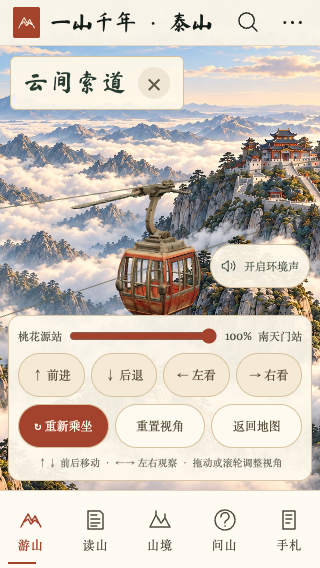 一山千年 · 泰山
云间索道
开启环境声
桃花源站 100% 南天门站
↑ 前进 ↓ 后退 ← 左看 → 右看
↻ 重新乘坐 重置视角 返回地图
↑ ↓ 前后移动 · ←→ 左右观察 · 拖动或滚轮调整视角
游山 读山 山境 问山 手札